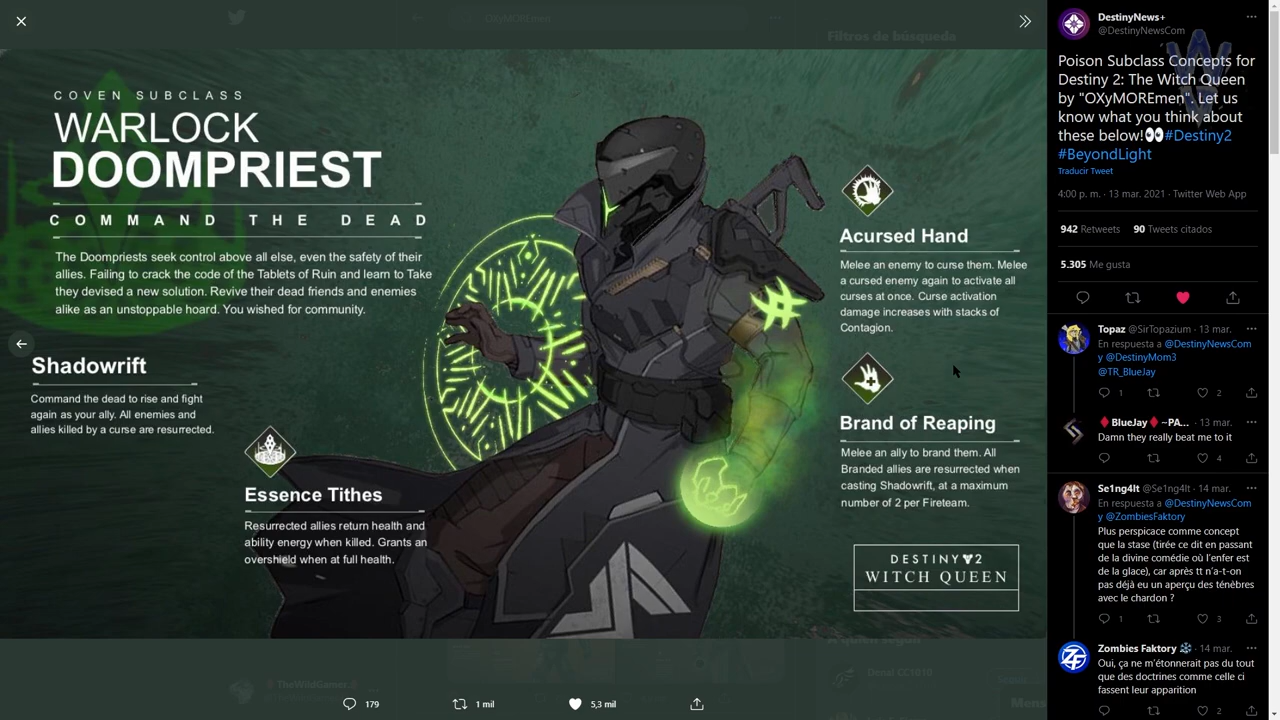 OXyMOREmen
Filtros de búsqueda
COVEN SUBCLASS
WARLOCK
DOOMPRIEST
COMMAND THE DEAD
The Doompriests seek control above all else, even the safety of their
allies. Failing to crack the code of the Tablets of Ruin and learn to Take
they devised a new solution. Revive their dead friends and enemies
alike as an unstoppable hoard. You wished for community.
Shadowrift
Command the dead to rise and fight
again as your ally. All enemies and
allies killed by a curse are resurrected.
Essence Tithes
Resurrected allies return health and
ability energy when killed. Grants an
overshield when at full health.
Acursed Hand
Melee an enemy to curse them. Melee
a cursed enemy again to activate all
curses at once. Curse activation
damage increases with stacks of
Contagion.
Brand of Reaping
Melee an ally to brand them. All
Branded allies are resurrected when
casting Shadowrift, at a maximum
number of 2 per Fireteam.
DESTINY 2
WITCH QUEEN
TheWildGamer
179
1 mil
5,3 mil
DestinyNews+
@DestinyNewsCom
Poison Subclass Concepts for
Destiny 2: The Witch Queen
by "OXyMOREmen". Let us
know what you think about
these below!👀#Destiny2
#BeyondLight
Traducir Tweet
4:00 p. m. · 13 mar. 2021 · Twitter Web App
942 Retweets 90 Tweets citados
5.305 Me gusta
Topaz @SirTopazium · 13 mar.
En respuesta a @DestinyNewsCom
y @DestinyMom3
@TR_BlueJay
1 2
♦️BlueJay♦️ ~PA... · 13 mar.
Damn they really beat me to it
4
Se1ng4lt @Se1ng4lt · 14 mar.
En respuesta a @DestinyNewsCom
y @ZombiesFaktory
Plus perspicace comme concept
que la stase (tirée ce dit en passant
de la divine comédie où l'enfer est
de la glace), car après tt n'a-t-on
pas déjà eu un aperçu des ténèbres
avec le chardon ?
1 3
Zombies Faktory ❄️ · 14 mar.
Oui, ça ne m'étonnerait pas du tout
que des doctrines comme celle ci
fassent leur apparition
2